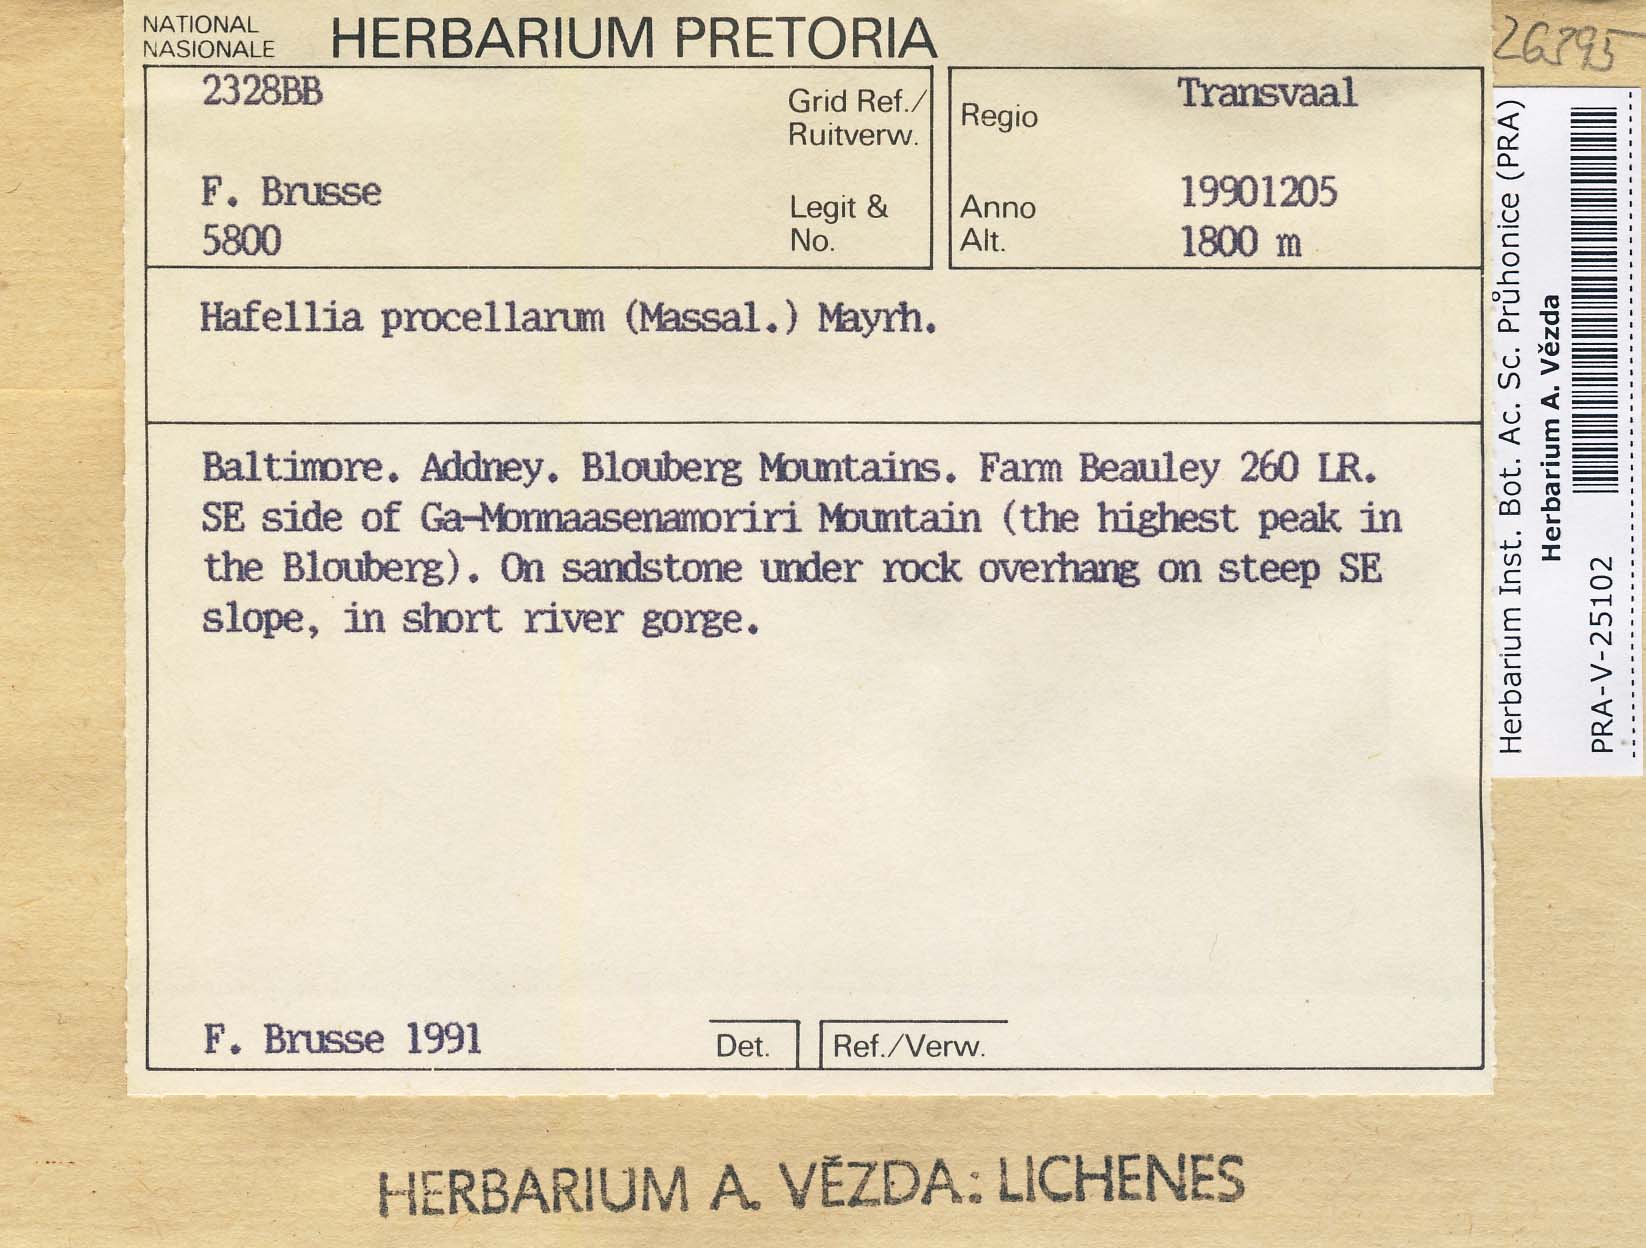 NATIONAL
NASIONALE
HERBARIUM PRETORIA
2328BB
Grid Ref./
Ruitverw.
Regio
Transvaal
F. Brusse
5800
Legit &
No.
Anno
Alt.
19901205
1800 m
Hafellia procellarum (Massal.) Mayrh.
Baltimore. Addney. Blouberg Mountains. Farm Beauley 260 LR.
SE side of Ga-Monnaasenamoriri Mountain (the highest peak in
the Blouberg). On sandstone under rock overhang on steep SE
slope, in short river gorge.
F. Brusse 1991
Det.
Ref./Verw.
HERBARIUM A. VĚZDA: LICHENES
26895
Herbarium Inst. Bot. Ac. Sc. Průhonice (PRA)
Herbarium A. Vězda
PRA-V-25102